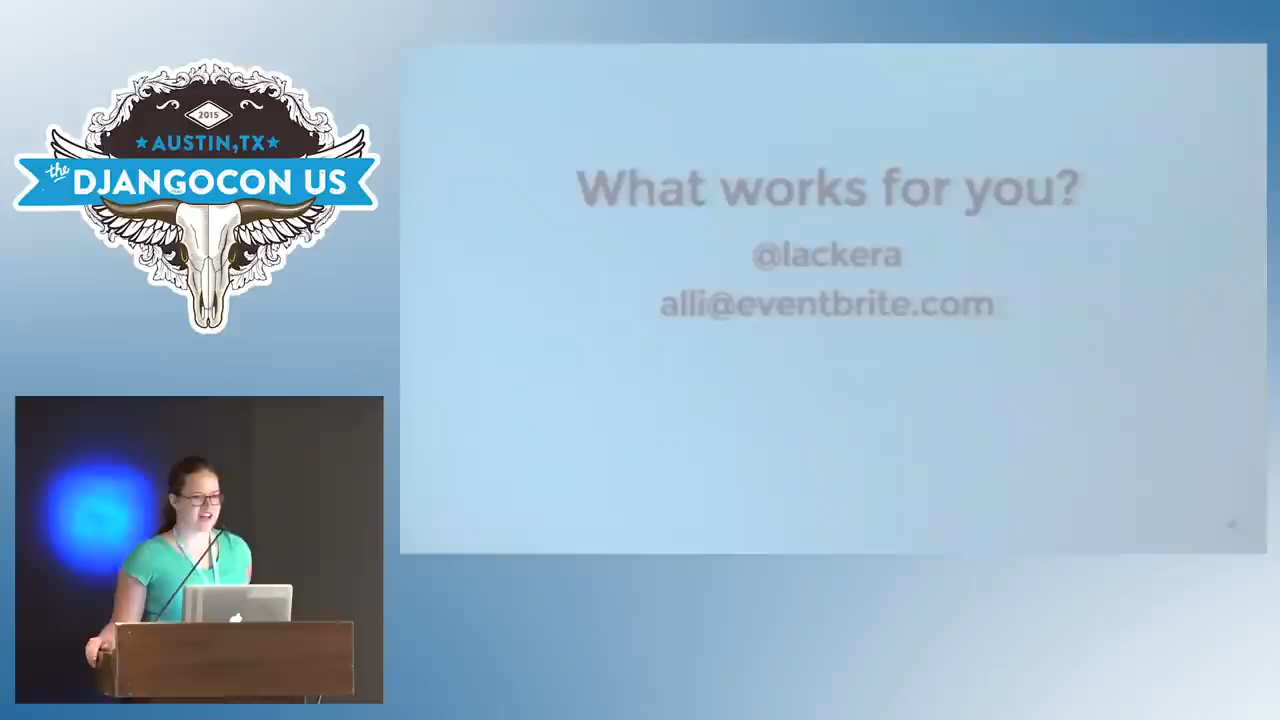 2015
AUSTIN, TX
the
DJANGOCON US
What works for you?
@lackera
alli@eventbrite.com